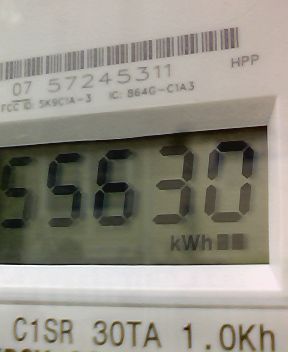 07 57245311
HPP
FCC ID: SK9C1A-3 IC: 864G-C1A3
55630
kWh
C1SR 30TA 1.0Kh